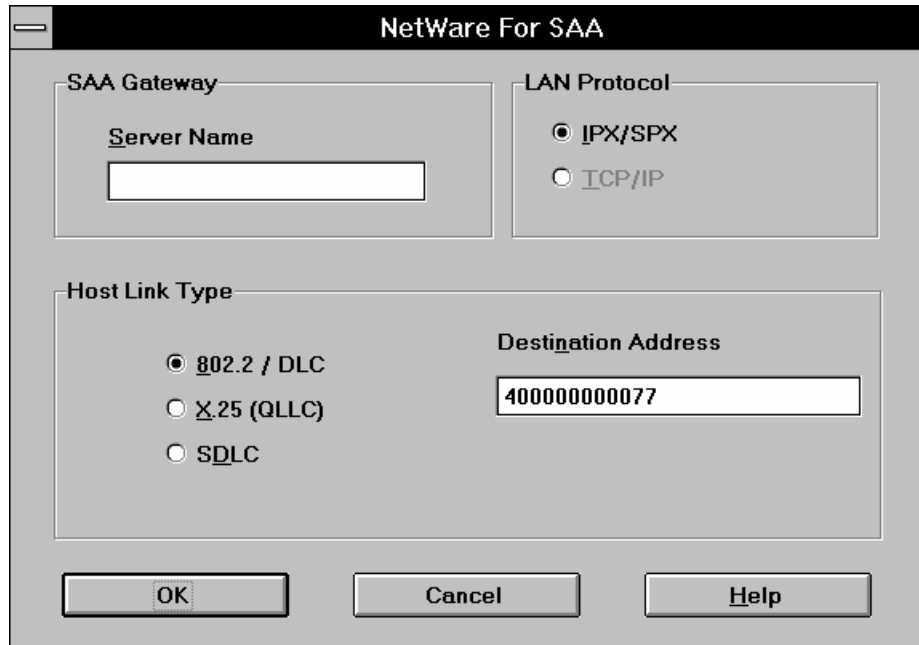 NetWare For SAA
SAA Gateway
Server Name
LAN Protocol
IPX/SPX
TCP/IP
Host Link Type
802.2 / DLC
X.25 (QLLC)
SDLC
Destination Address
400000000077
OK
Cancel
Help